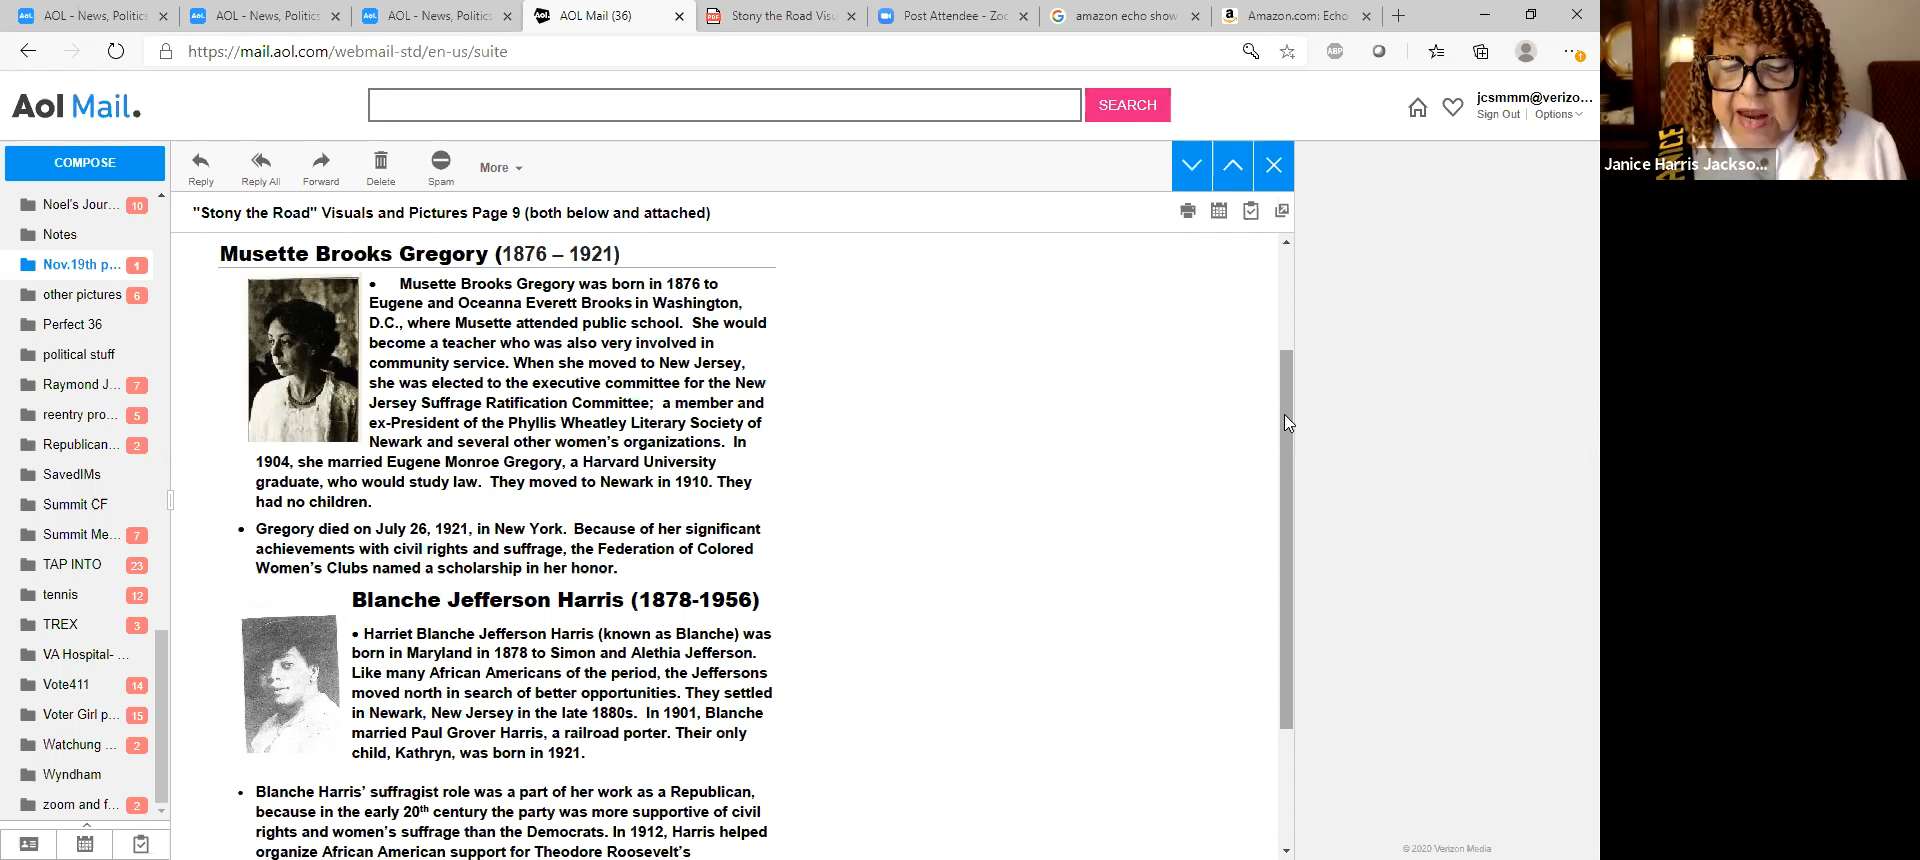 AOL - News, Politics
AOL - News, Politics
AOL - News, Politics
AOL Mail (36)
Stony the Road Visu
Post Attendee - Zoo
amazon echo show
Amazon.com: Echo
https://mail.aol.com/webmail-std/en-us/suite
ABP
Aol Mail.
SEARCH
jcsmmm@verizo...
Sign Out
Options
COMPOSE
Reply
Reply All
Forward
Delete
Spam
More
Noel's Jour... 10
Notes
Nov.19th p... 1
other pictures 6
Perfect 36
political stuff
Raymond J... 7
reentry pro... 5
Republican... 2
SavedIMs
Summit CF
Summit Me... 7
TAP INTO 23
tennis 12
TREX 3
VA Hospital- ...
Vote411 14
Voter Girl p... 15
Watchung ... 2
Wyndham
zoom and f... 2
"Stony the Road" Visuals and Pictures Page 9 (both below and attached)
Musette Brooks Gregory (1876 – 1921)
• Musette Brooks Gregory was born in 1876 to
Eugene and Oceanna Everett Brooks in Washington,
D.C., where Musette attended public school. She would
become a teacher who was also very involved in
community service. When she moved to New Jersey,
she was elected to the executive committee for the New
Jersey Suffrage Ratification Committee; a member and
ex-President of the Phyllis Wheatley Literary Society of
Newark and several other women's organizations. In
1904, she married Eugene Monroe Gregory, a Harvard University
graduate, who would study law. They moved to Newark in 1910. They
had no children.
• Gregory died on July 26, 1921, in New York. Because of her significant
achievements with civil rights and suffrage, the Federation of Colored
Women's Clubs named a scholarship in her honor.
Blanche Jefferson Harris (1878-1956)
• Harriet Blanche Jefferson Harris (known as Blanche) was
born in Maryland in 1878 to Simon and Alethia Jefferson.
Like many African Americans of the period, the Jeffersons
moved north in search of better opportunities. They settled
in Newark, New Jersey in the late 1880s. In 1901, Blanche
married Paul Grover Harris, a railroad porter. Their only
child, Kathryn, was born in 1921.
• Blanche Harris' suffragist role was a part of her work as a Republican,
because in the early 20th century the party was more supportive of civil
rights and women's suffrage than the Democrats. In 1912, Harris helped
organize African American support for Theodore Roosevelt's
© 2020 Verizon Media
Janice Harris Jackso...